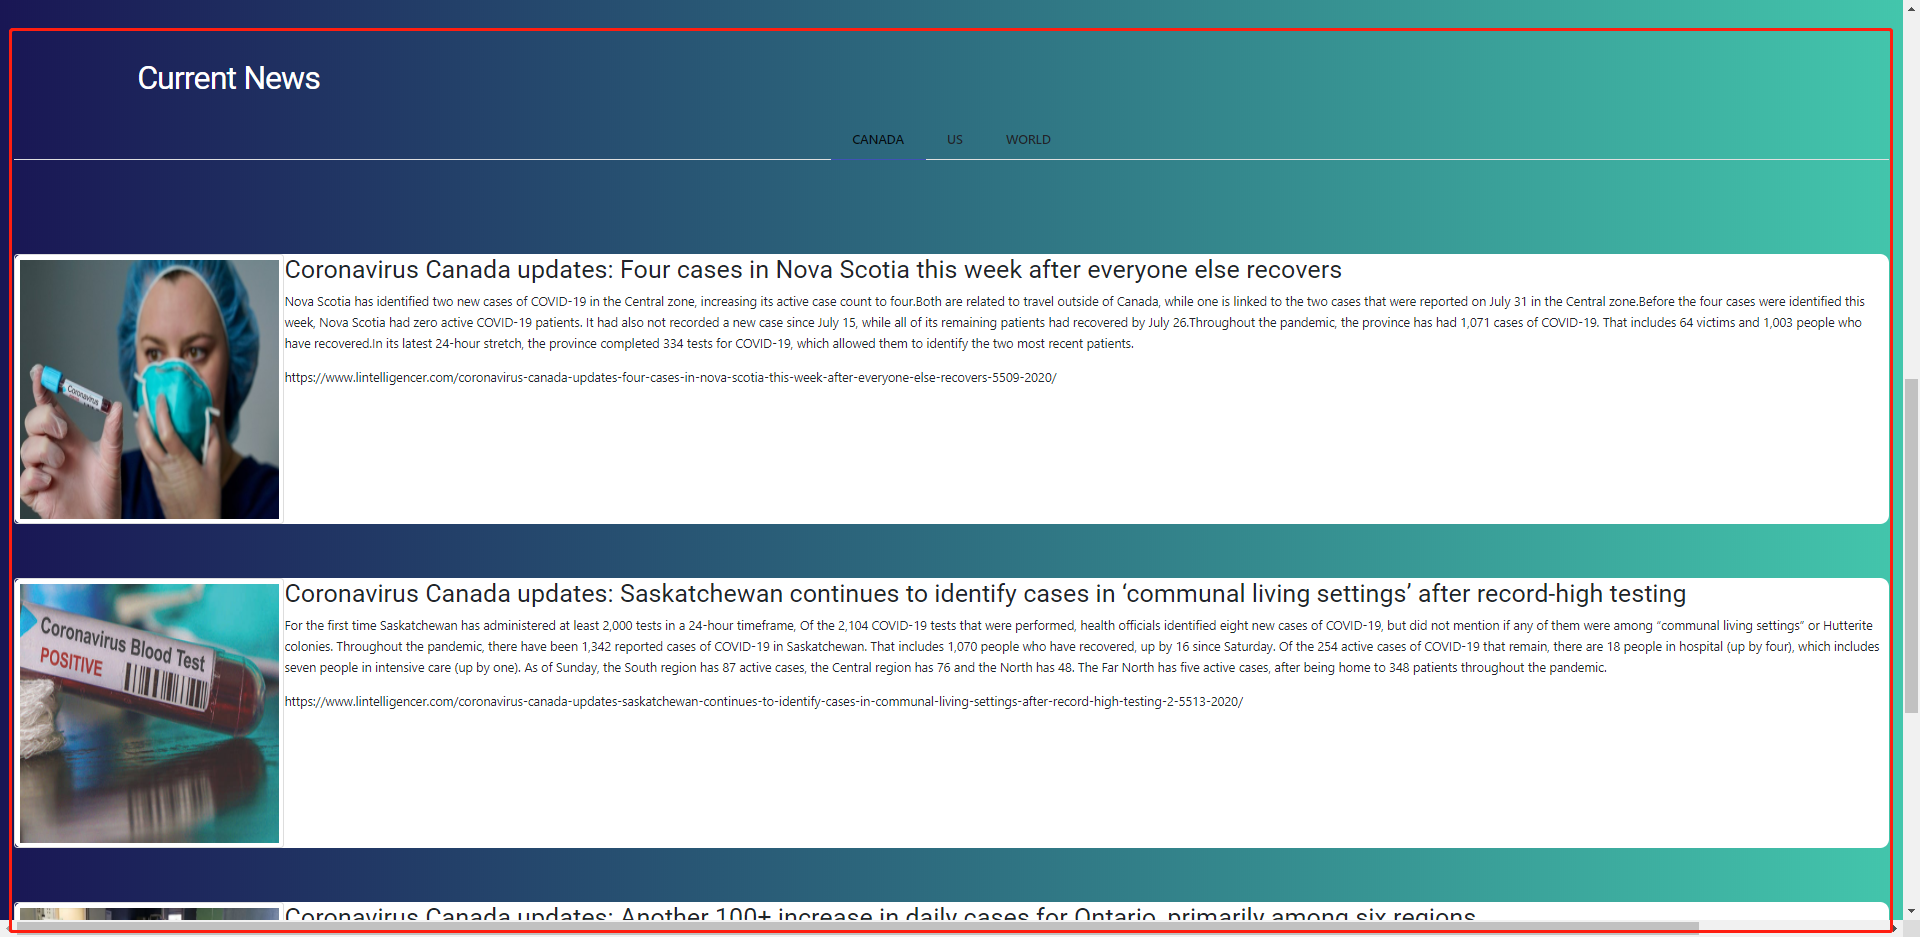 Current News
CANADA US WORLD
Coronavirus Canada updates: Four cases in Nova Scotia this week after everyone else recovers
Nova Scotia has identified two new cases of COVID-19 in the Central zone, increasing its active case count to four.Both are related to travel outside of Canada, while one is linked to the two cases that were reported on July 31 in the Central zone.Before the four cases were identified this
week, Nova Scotia had zero active COVID-19 patients. It had also not recorded a new case since July 15, while all of its remaining patients had recovered by July 26.Throughout the pandemic, the province has had 1,071 cases of COVID-19. That includes 64 victims and 1,003 people who
have recovered.In its latest 24-hour stretch, the province completed 334 tests for COVID-19, which allowed them to identify the two most recent patients.
https://www.lintelligencer.com/coronavirus-canada-updates-four-cases-in-nova-scotia-this-week-after-everyone-else-recovers-5509-2020/
Coronavirus
Coronavirus Canada updates: Saskatchewan continues to identify cases in ‘communal living settings’ after record-high testing
For the first time Saskatchewan has administered at least 2,000 tests in a 24-hour timeframe, Of the 2,104 COVID-19 tests that were performed, health officials identified eight new cases of COVID-19, but did not mention if any of them were among “communal living settings” or Hutterite
colonies. Throughout the pandemic, there have been 1,342 reported cases of COVID-19 in Saskatchewan. That includes 1,070 people who have recovered, up by 16 since Saturday. Of the 254 active cases of COVID-19 that remain, there are 18 people in hospital (up by four), which includes
seven people in intensive care (up by one). As of Sunday, the South region has 87 active cases, the Central region has 76 and the North has 48. The Far North has five active cases, after being home to 348 patients throughout the pandemic.
https://www.lintelligencer.com/coronavirus-canada-updates-saskatchewan-continues-to-identify-cases-in-communal-living-settings-after-record-high-testing-2-5513-2020/
Coronavirus Blood Test
POSITIVE
Coronavirus Canada updates: Another 100+ increase in daily cases for Ontario, primarily among six regions